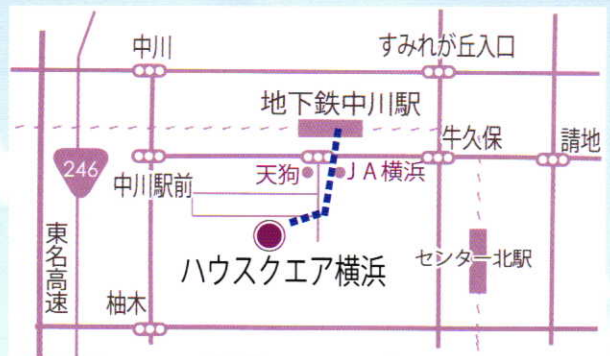 中川
すみれが丘入口
地下鉄中川駅
牛久保
請地
246
中川駅前
天狗
JA横浜
東名高速
ハウスクエア横浜
センター北駅
柚木